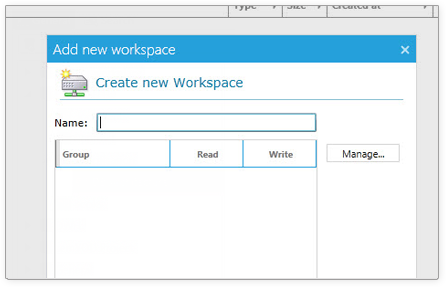 Type Size Created at
Add new workspace
Create new Workspace
Name:
Group Read Write
Manage...